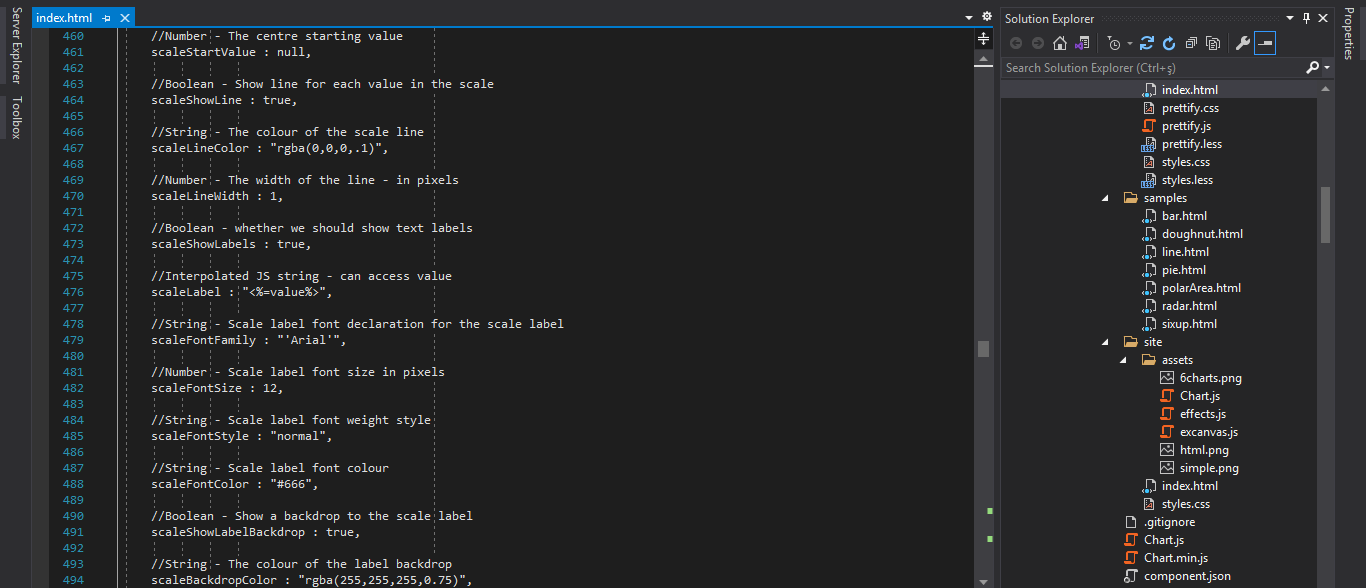 Server Explorer
Toolbox
index.html
460 //Number - The centre starting value
461 scaleStartValue : null,
462
463 //Boolean - Show line for each value in the scale
464 scaleShowLine : true,
465
466 //String - The colour of the scale line
467 scaleLineColor : "rgba(0,0,0,.1)",
468
469 //Number - The width of the line - in pixels
470 scaleLineWidth : 1,
471
472 //Boolean - whether we should show text labels
473 scaleShowLabels : true,
474
475 //Interpolated JS string - can access value
476 scaleLabel : "<%=value%>",
477
478 //String - Scale label font declaration for the scale label
479 scaleFontFamily : "'Arial'",
480
481 //Number - Scale label font size in pixels
482 scaleFontSize : 12,
483
484 //String - Scale label font weight style
485 scaleFontStyle : "normal",
486
487 //String - Scale label font colour
488 scaleFontColor : "#666",
489
490 //Boolean - Show a backdrop to the scale label
491 scaleShowLabelBackdrop : true,
492
493 //String - The colour of the label backdrop
494 scaleBackdropColor : "rgba(255,255,255,0.75)",
Solution Explorer
Search Solution Explorer (Ctrl+ş)
index.html
prettify.css
prettify.js
prettify.less
styles.css
styles.less
samples
bar.html
doughnut.html
line.html
pie.html
polarArea.html
radar.html
sixup.html
site
assets
6charts.png
Chart.js
effects.js
excanvas.js
html.png
simple.png
index.html
styles.css
.gitignore
Chart.js
Chart.min.js
component.json
Properties